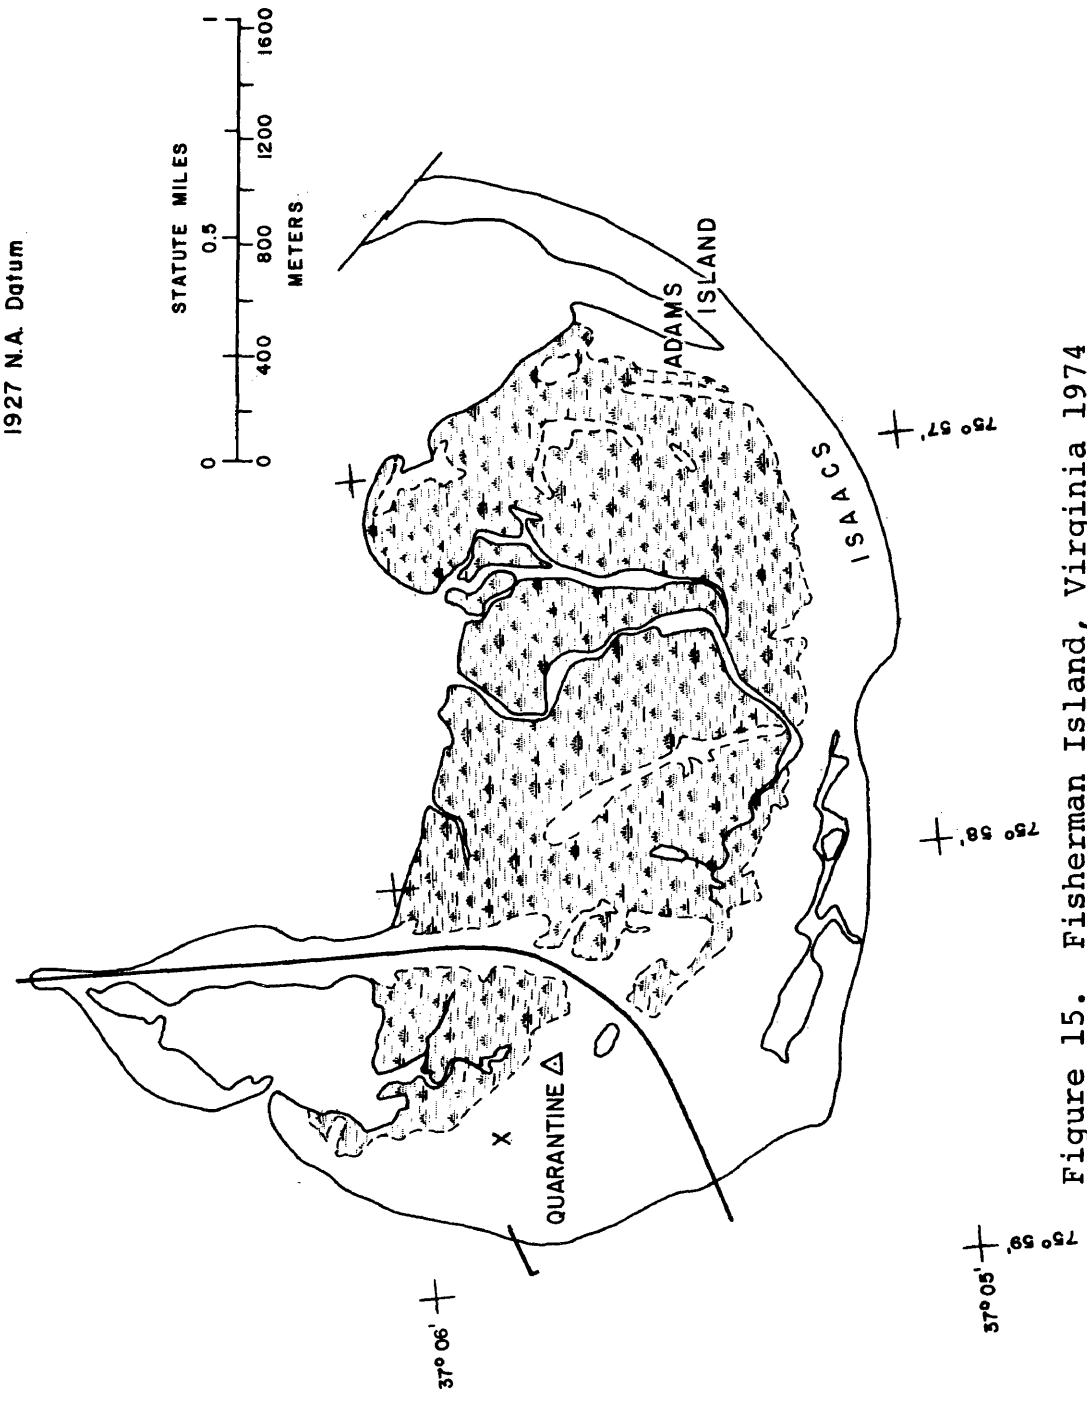 1927 N.A. Datum
STATUTE MILES
0 0.5 1
0 400 800 1200 1600
METERS
ADAMS
ISLAND
ISAACS
QUARANTINE
X
37° 06'
37° 05'
75° 59'
75° 58'
75° 57'
Figure 15. Fisherman Island, Virginia 1974